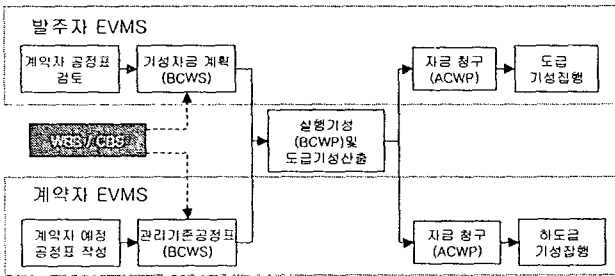 발주자 EVMS
계약자 공정표
검토
기성자금 계획
(BCWS)
자금 청구
(ACWP)
도급
기성집행
WBS / CBS
실행기성
(BCWP)및
도급기성산출
계약자 EVMS
계약자 예정
공정표 작성
관리기준공정표
(BCWS)
자금 청구
(ACWP)
하도급
기성집행